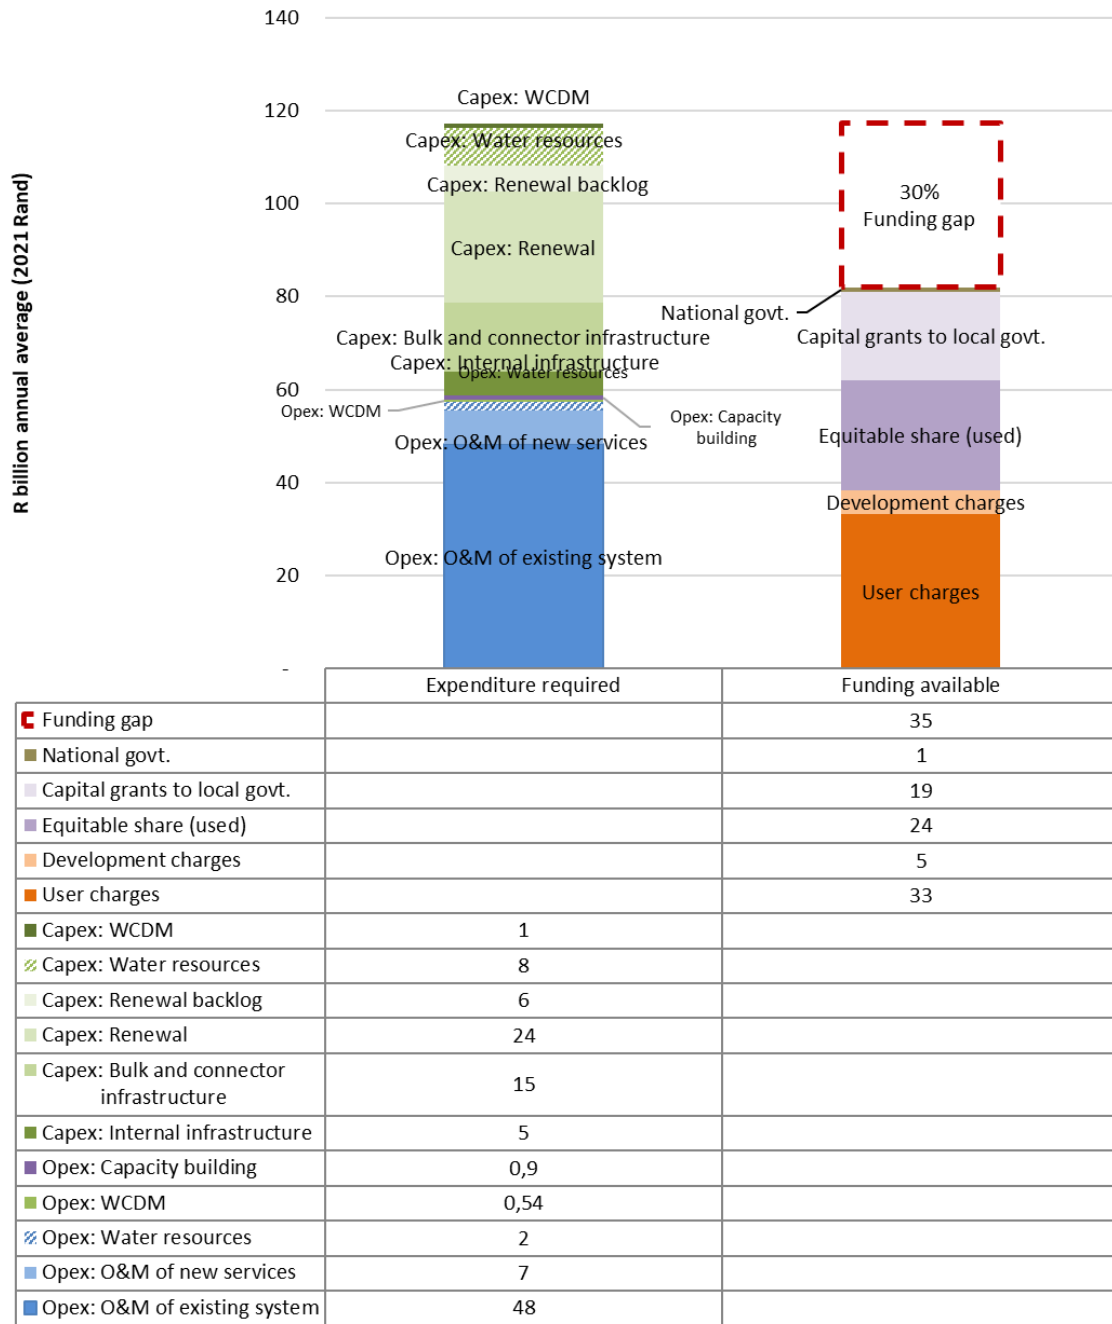 140
120
100
80
60
40
20
-
R billion annual average (2021 Rand)
Capex: WCDM
Capex: Water resources
Capex: Renewal backlog
Capex: Renewal
Capex: Bulk and connector infrastructure
Capex: Internal infrastructure
Opex: Water resources
Opex: WCDM
Opex: Capacity
building
Opex: O&M of new services
Opex: O&M of existing system
30%
Funding gap
National govt.
Capital grants to local govt.
Equitable share (used)
Development charges
User charges
Expenditure required Funding available
Funding gap 35
National govt. 1
Capital grants to local govt. 19
Equitable share (used) 24
Development charges 5
User charges 33
Capex: WCDM 1
Capex: Water resources 8
Capex: Renewal backlog 6
Capex: Renewal 24
Capex: Bulk and connector
infrastructure 15
Capex: Internal infrastructure 5
Opex: Capacity building 0,9
Opex: WCDM 0,54
Opex: Water resources 2
Opex: O&M of new services 7
Opex: O&M of existing system 48